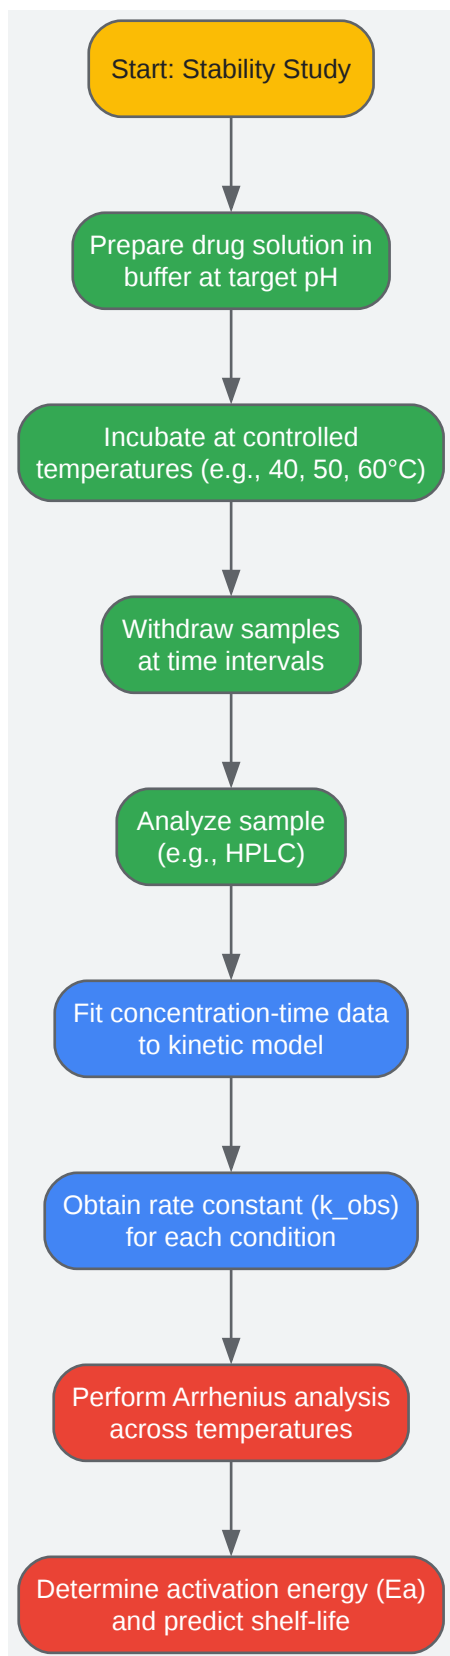 Start: Stability Study
Prepare drug solution in
buffer at target pH
Incubate at controlled
temperatures (e.g., 40, 50, 60°C)
Withdraw samples
at time intervals
Analyze sample
(e.g., HPLC)
Fit concentration-time data
to kinetic model
Obtain rate constant (k_obs)
for each condition
Perform Arrhenius analysis
across temperatures
Determine activation energy (Ea)
and predict shelf-life